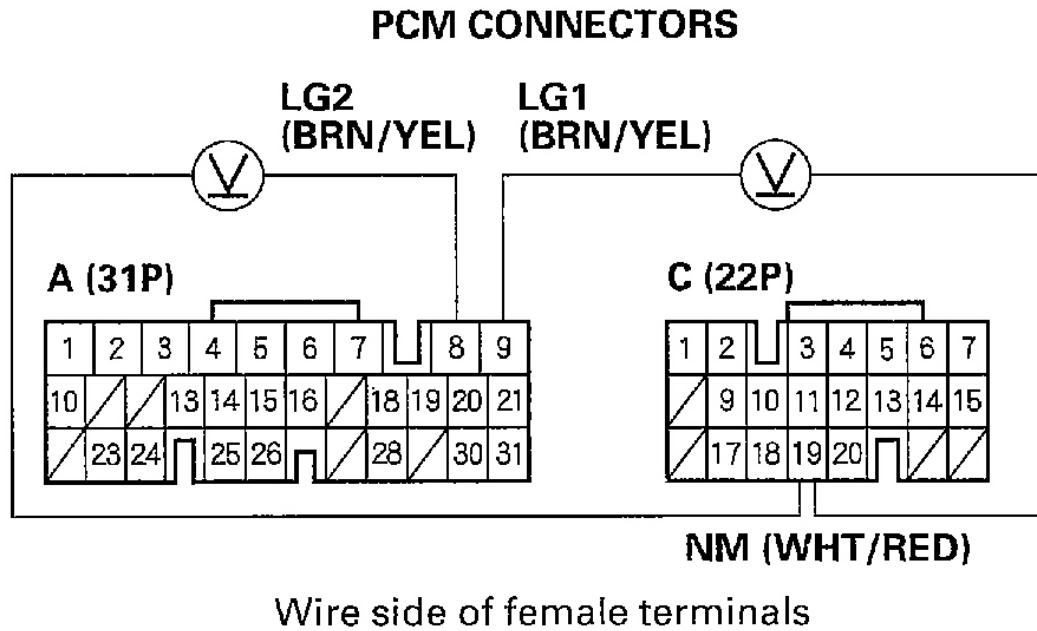 PCM CONNECTORS
LG2 LG1
(BRN/YEL) (BRN/YEL)
V V
A (31P) C (22P)
1 2 3 4 5 6 7 8 9 1 2 3 4 5 6 7
10 13 14 15 16 18 19 20 21 9 10 11 12 13 14 15
23 24 25 26 28 30 31 17 18 19 20
NM (WHT/RED)
Wire side of female terminals